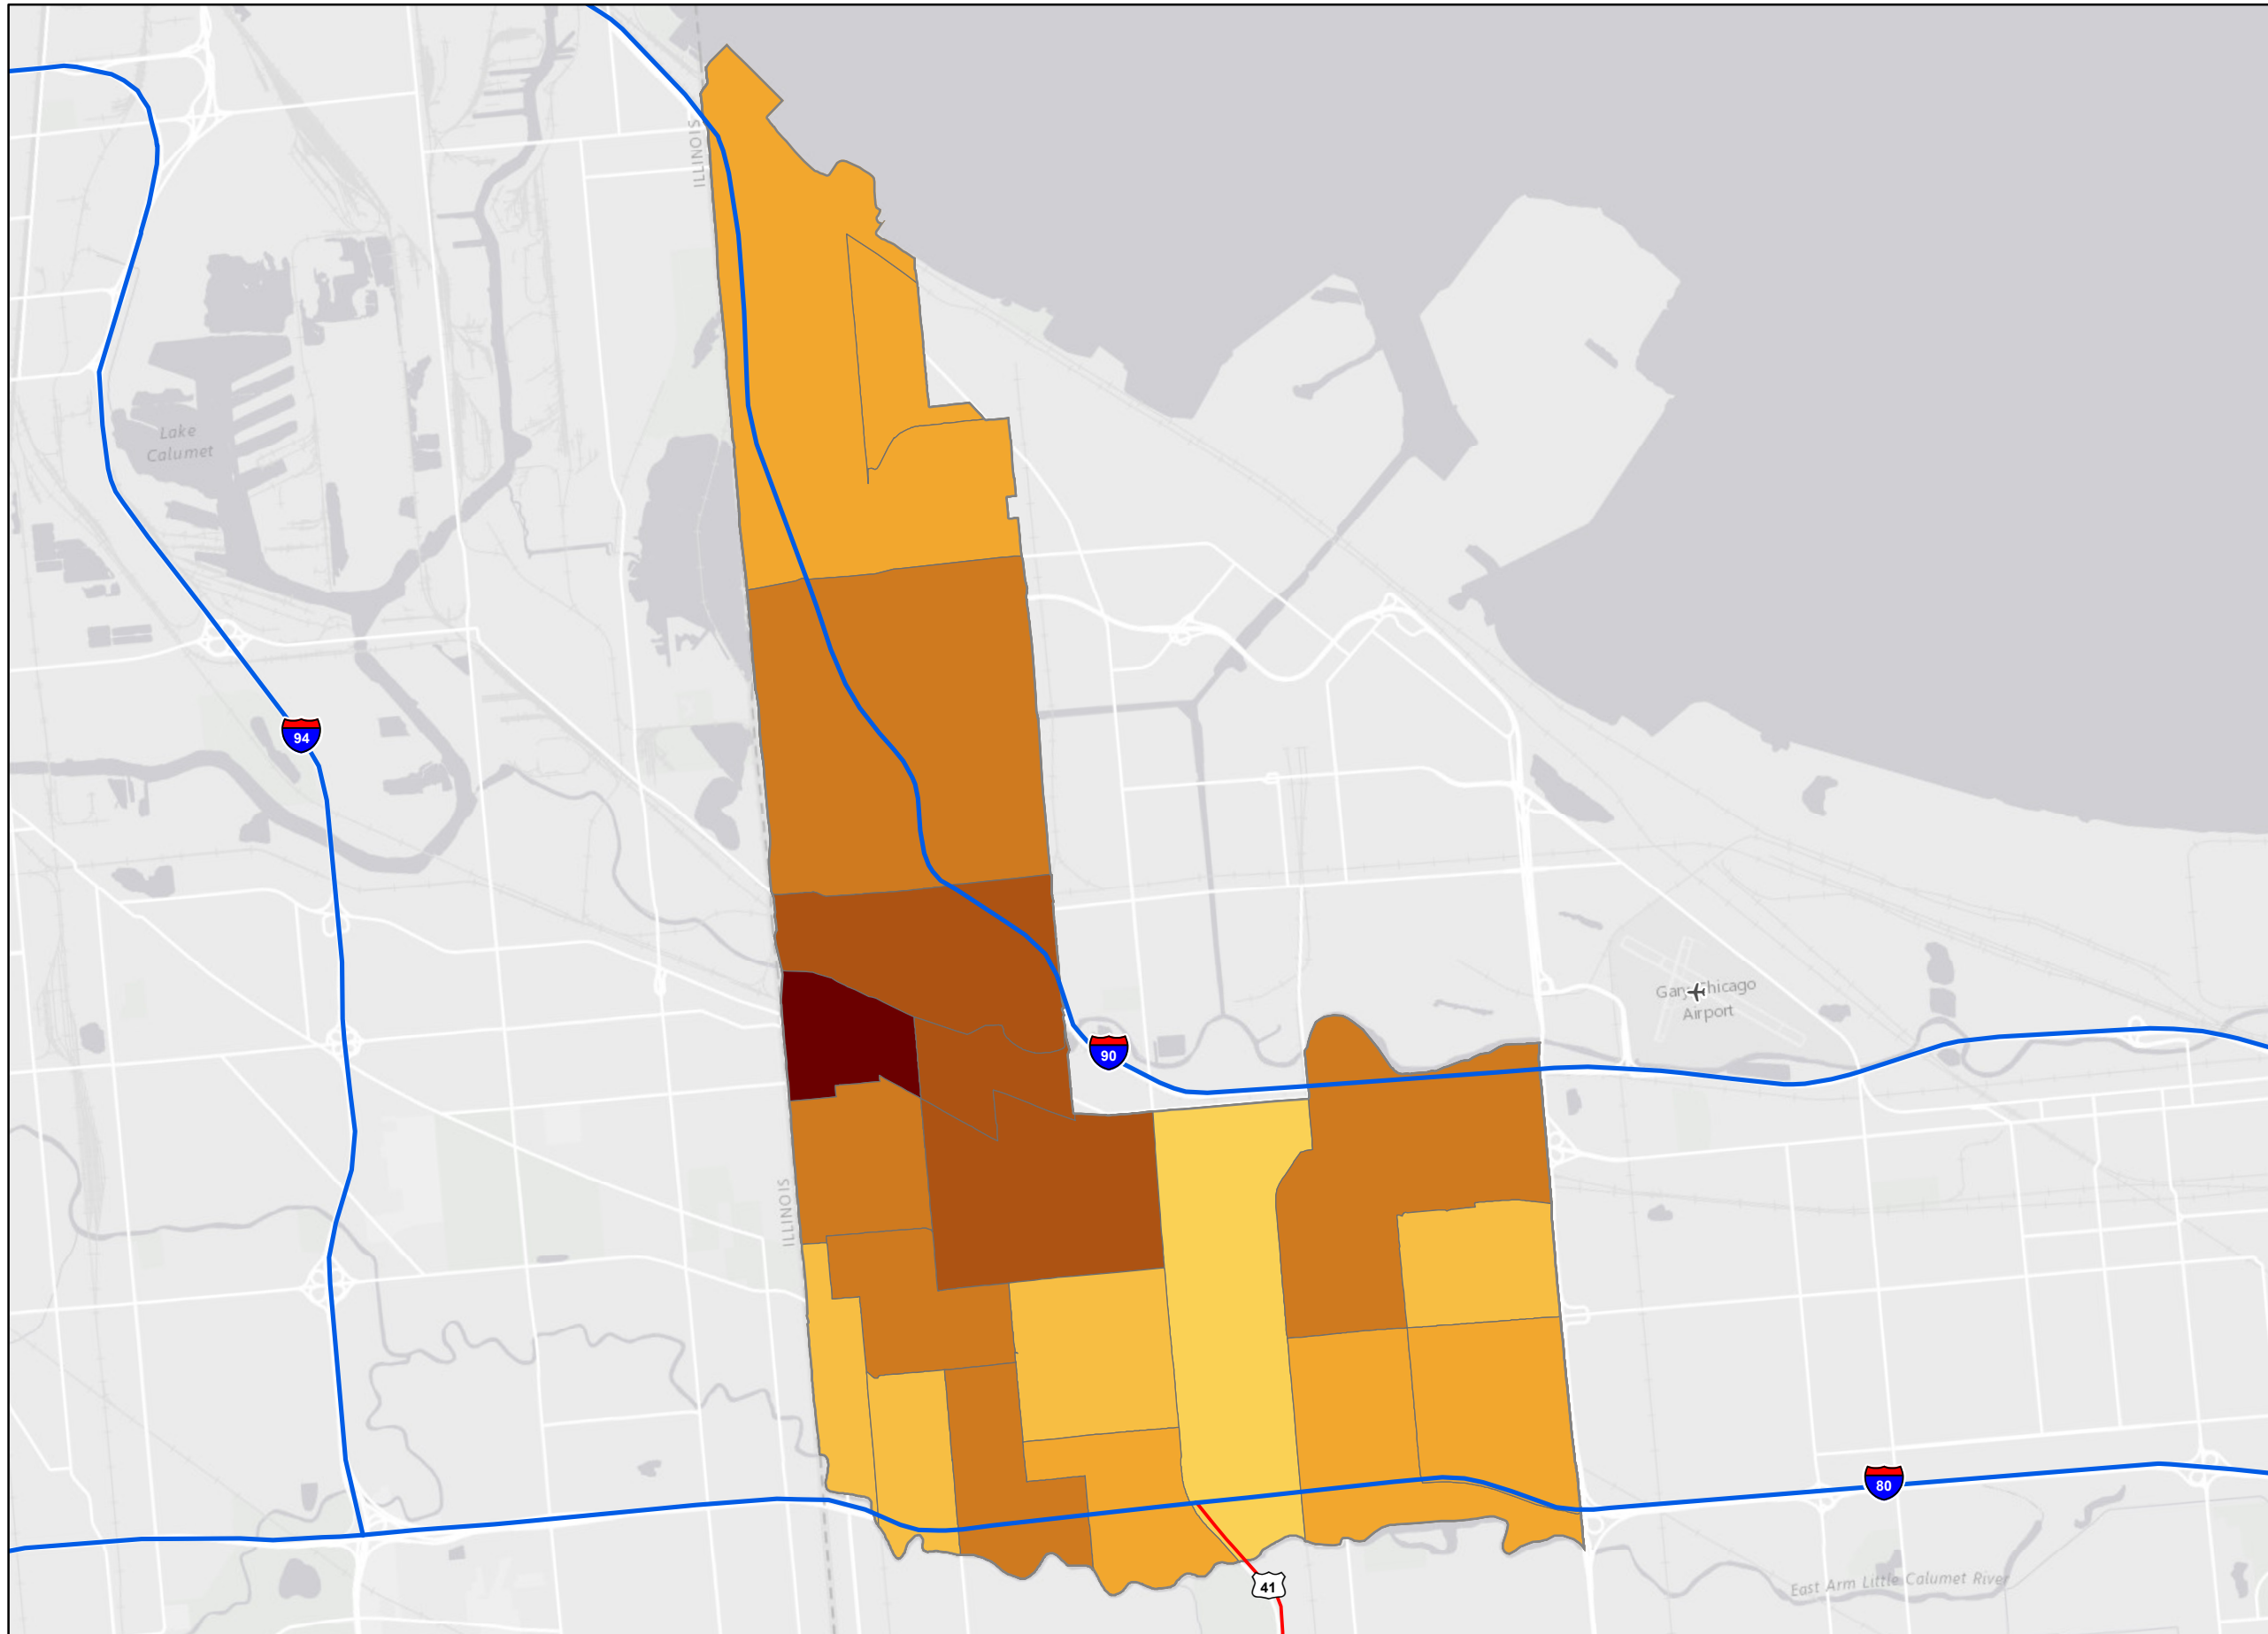 ILLINOIS
Lake
Calumet
94
Gary/Chicago
Airport
90
ILLINOIS
80
41
East Arm Little Calumet River